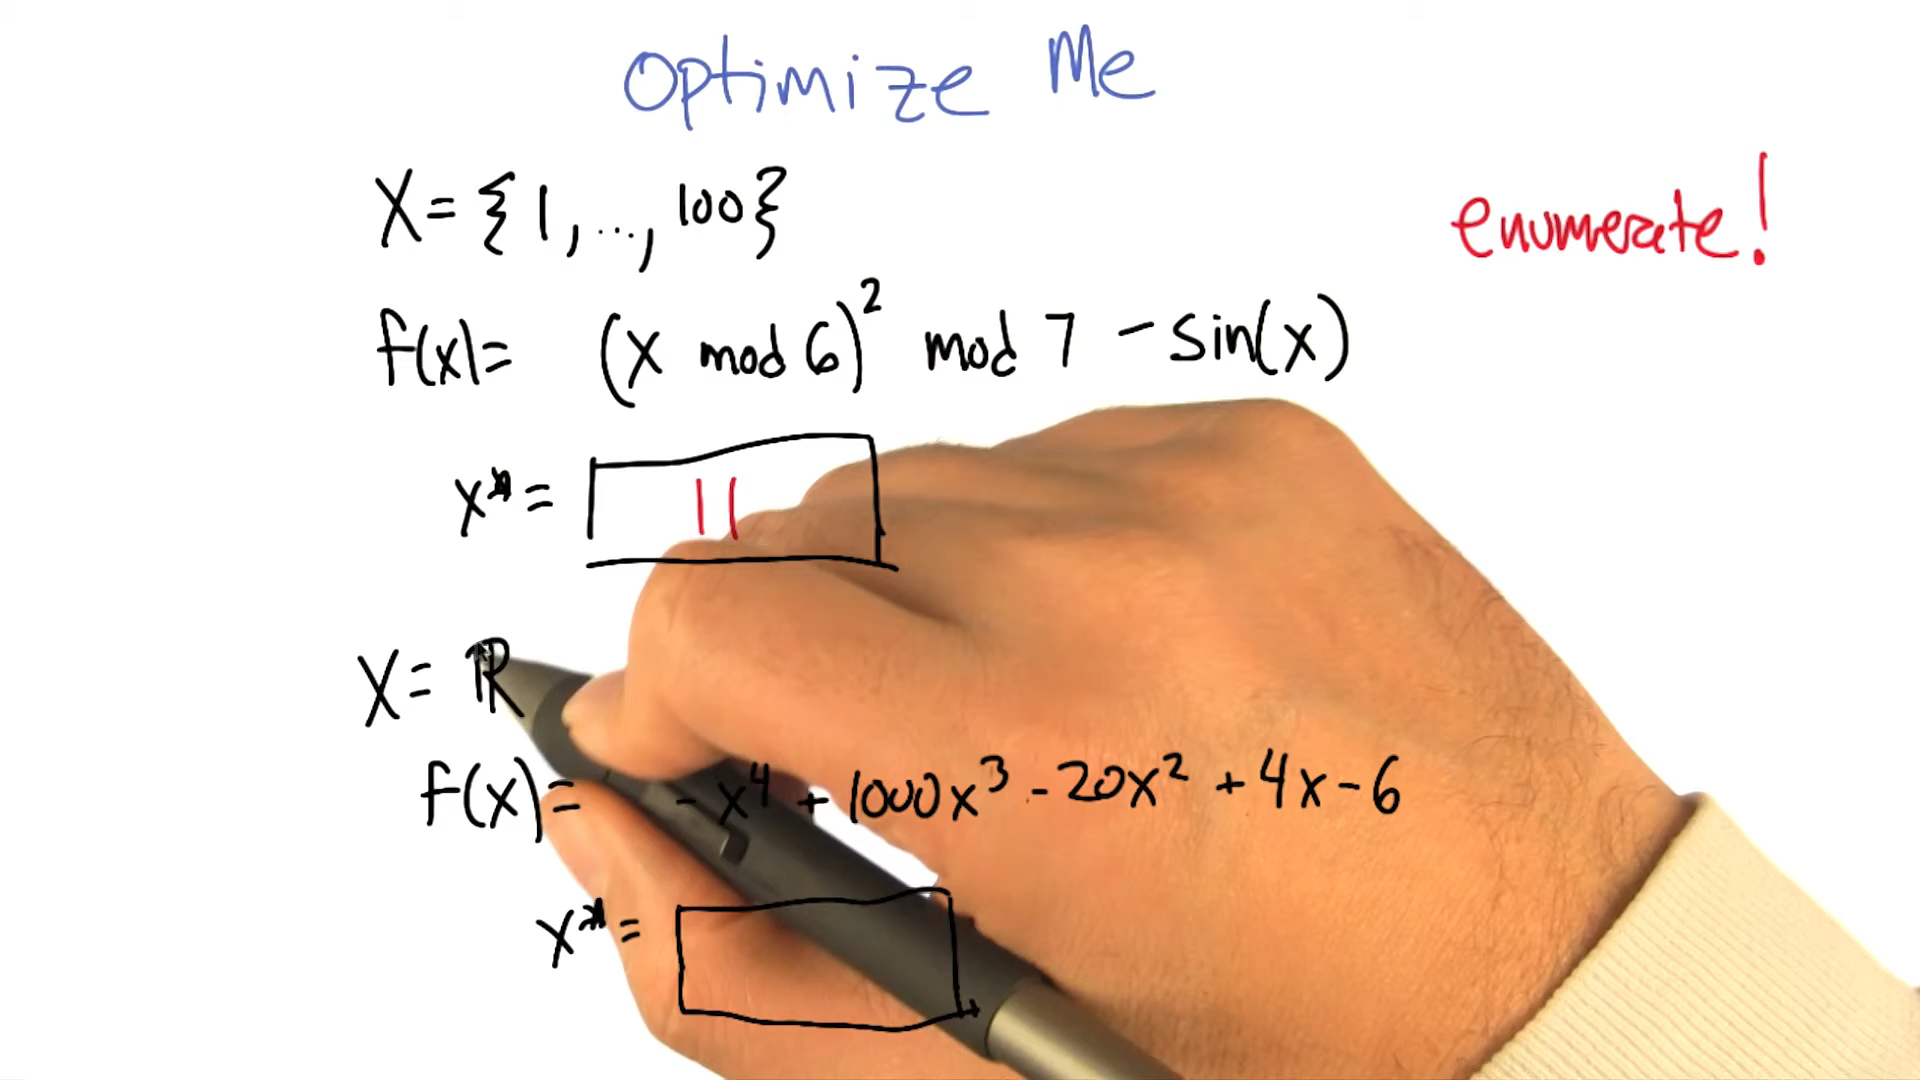 Optimize Me
X = {1, ..., 100}
enumerate!
f(x) = (x mod 6)² mod 7 - sin(x)
x* = 11
X = ℝ
f(x) = - x⁴ + 1000x³ - 20x² + 4x - 6
x* =